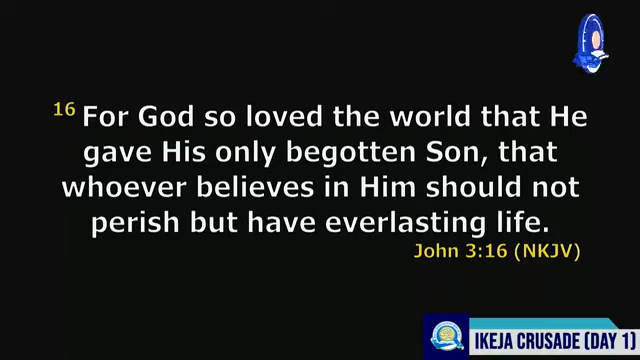 16 For God so loved the world that He
gave His only begotten Son, that
whoever believes in Him should not
perish but have everlasting life.
John 3:16 (NKJV)
IKEJA CRUSADE (DAY 1)